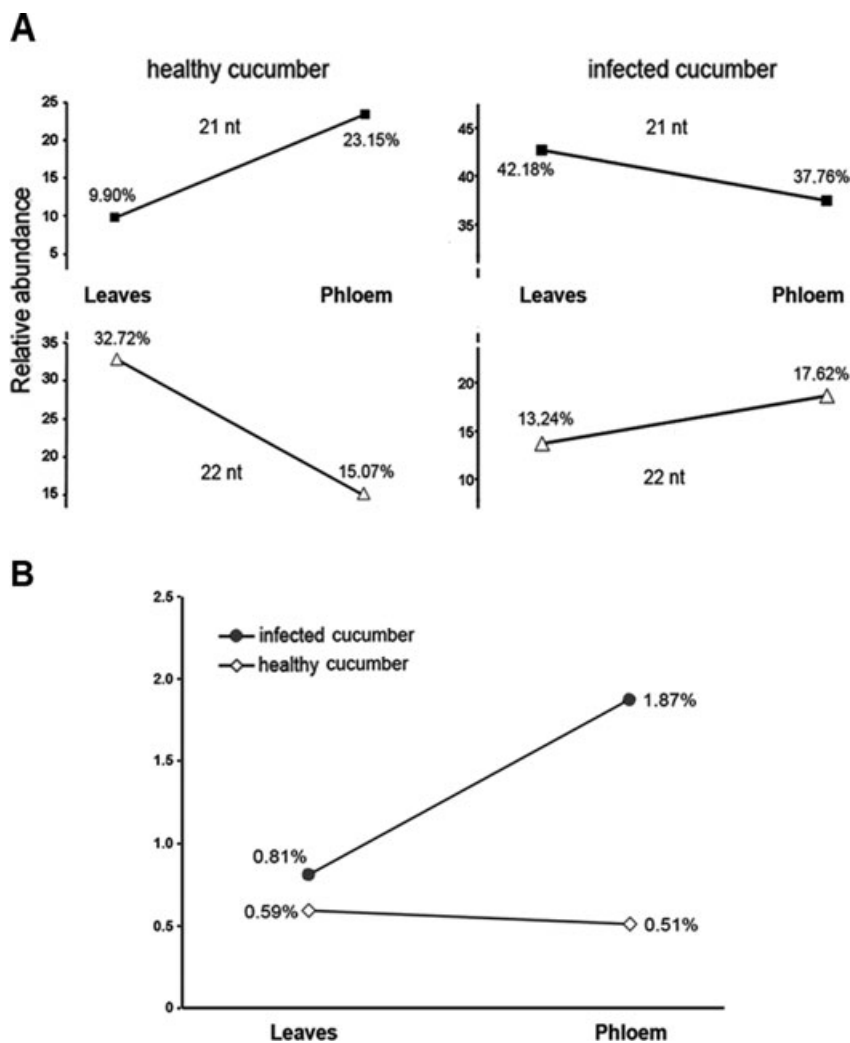 A
healthy cucumber
infected cucumber
Relative abundance
25
20
15
10
5
21 nt
9.90%
23.15%
45
40
35
21 nt
42.18%
37.76%
Leaves
Phloem
Leaves
Phloem
35
30
25
20
15
32.72%
22 nt
15.07%
20
15
10
13.24%
17.62%
22 nt
B
2.5
2.0
1.5
1.0
0.5
0
infected cucumber
healthy cucumber
1.87%
0.81%
0.59%
0.51%
Leaves
Phloem